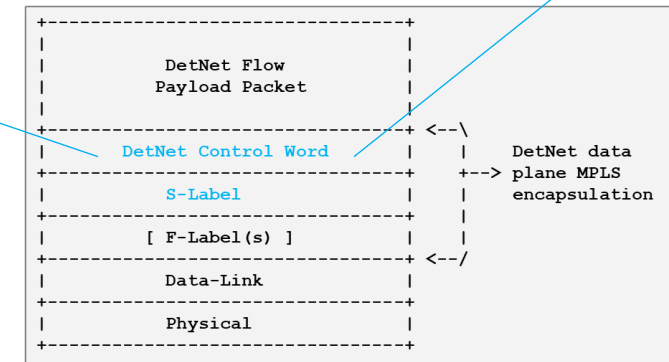 DetNet Flow
Payload Packet
DetNet Control Word
S-Label
[ F-Label(s) ]
Data-Link
Physical
DetNet data
plane MPLS
encapsulation